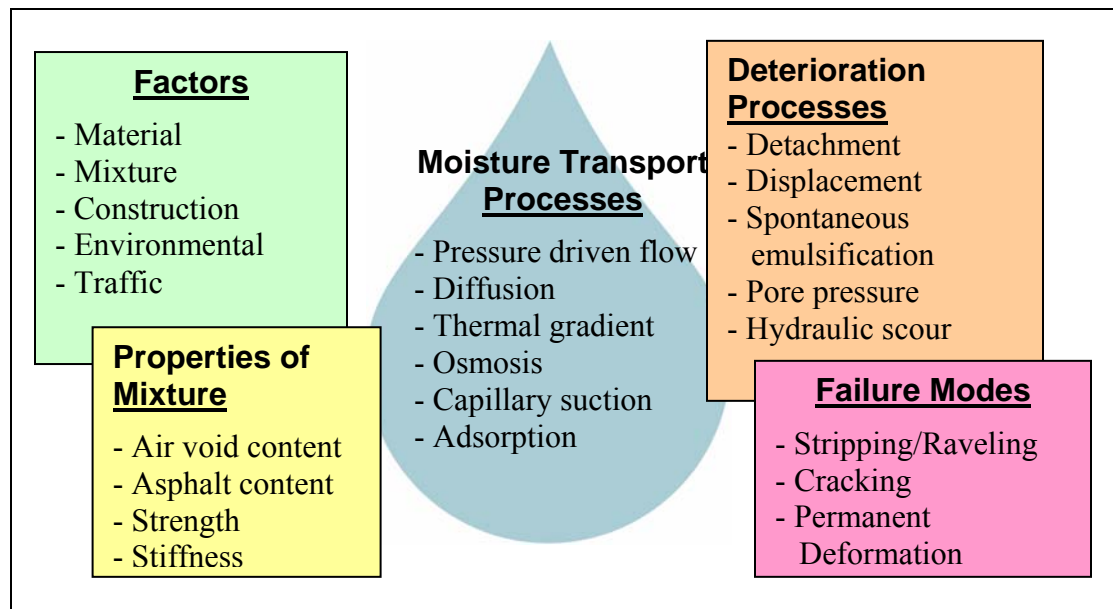 Factors
- Material
- Mixture
- Construction
- Environmental
- Traffic
Properties of
Mixture
- Air void content
- Asphalt content
- Strength
- Stiffness
Moisture Transport
Processes
- Pressure driven flow
- Diffusion
- Thermal gradient
- Osmosis
- Capillary suction
- Adsorption
Deterioration
Processes
- Detachment
- Displacement
- Spontaneous
emulsification
- Pore pressure
- Hydraulic scour
Failure Modes
- Stripping/Raveling
- Cracking
- Permanent
Deformation